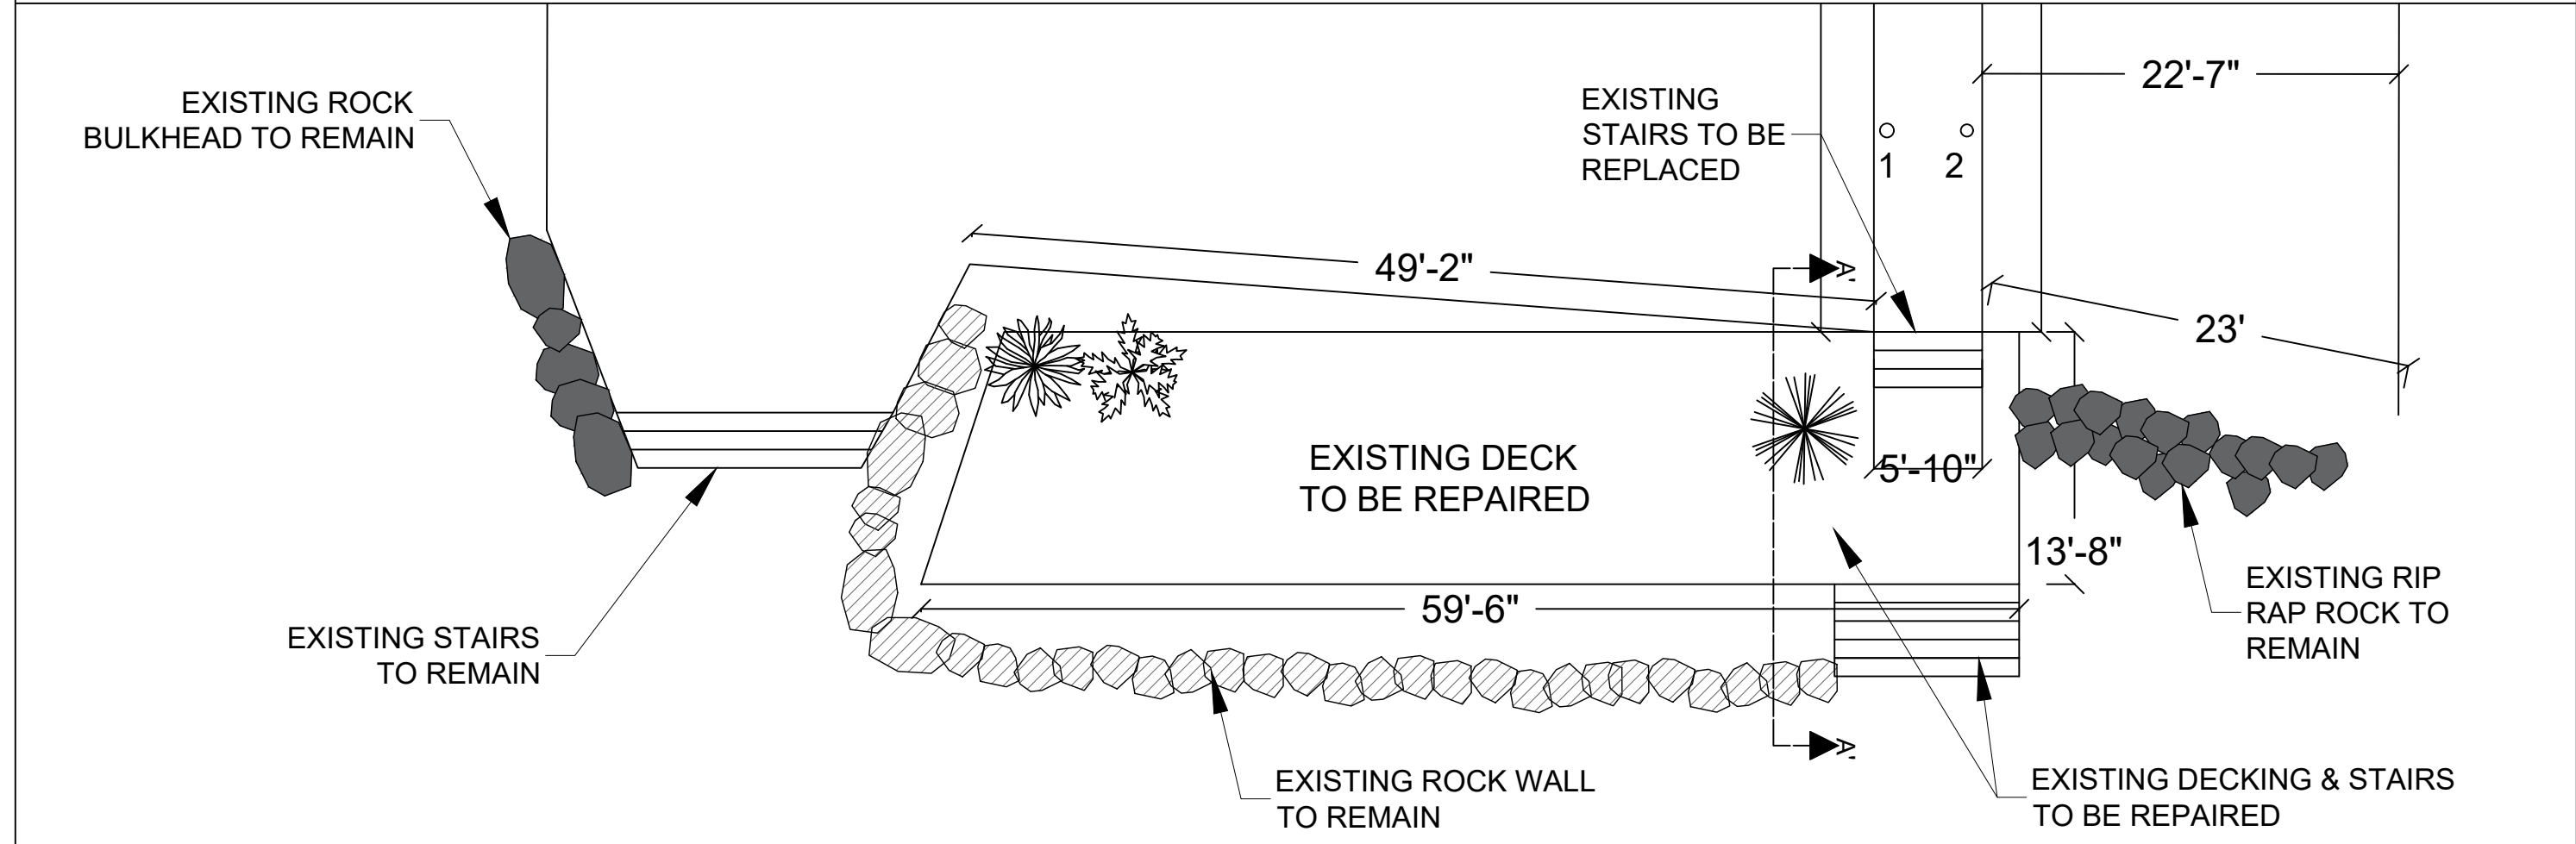 EXISTING ROCK
BULKHEAD TO REMAIN
EXISTING
STAIRS TO BE
REPLACED
22'-7"
1
2
49'-2"
A'
23'
EXISTING DECK
TO BE REPAIRED
5'-10"
13'-8"
59'-6"
EXISTING STAIRS
TO REMAIN
EXISTING RIP
RAP ROCK TO
REMAIN
A'
EXISTING ROCK WALL
TO REMAIN
EXISTING DECKING & STAIRS
TO BE REPAIRED